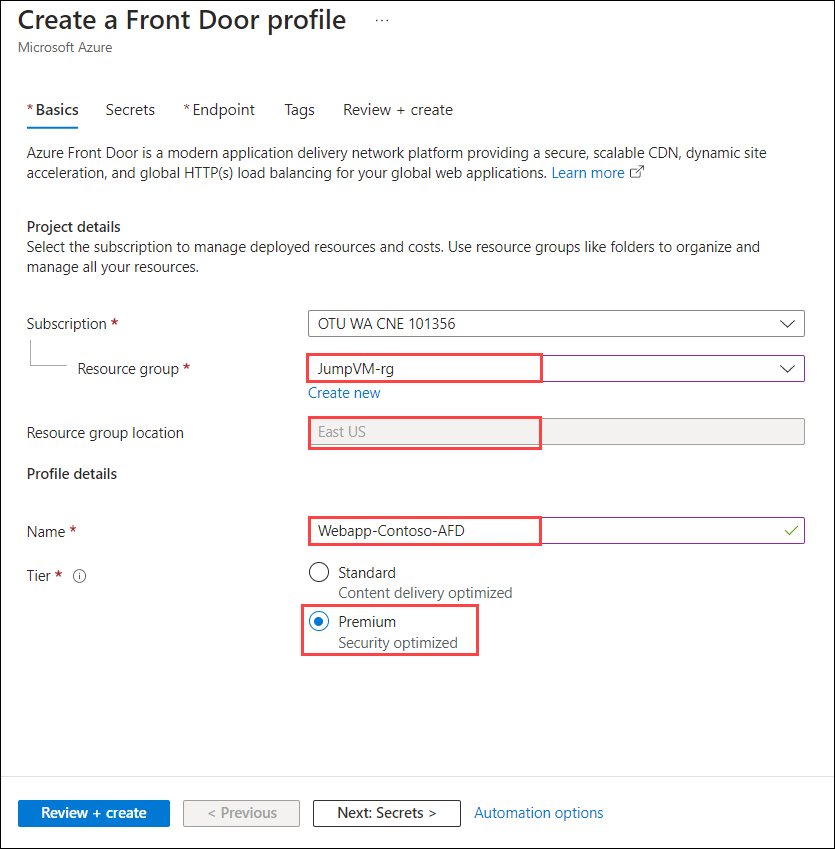 Create a Front Door profile ...
Microsoft Azure
* Basics Secrets * Endpoint Tags Review + create
Azure Front Door is a modern application delivery network platform providing a secure, scalable CDN, dynamic site
acceleration, and global HTTP(s) load balancing for your global web applications. Learn more
Project details
Select the subscription to manage deployed resources and costs. Use resource groups like folders to organize and
manage all your resources.
Subscription * OTU WA CNE 101356
Resource group * JumpVM-rg
Create new
Resource group location East US
Profile details
Name * Webapp-Contoso-AFD
Tier * Standard
Content delivery optimized
Premium
Security optimized
Review + create < Previous Next: Secrets > Automation options